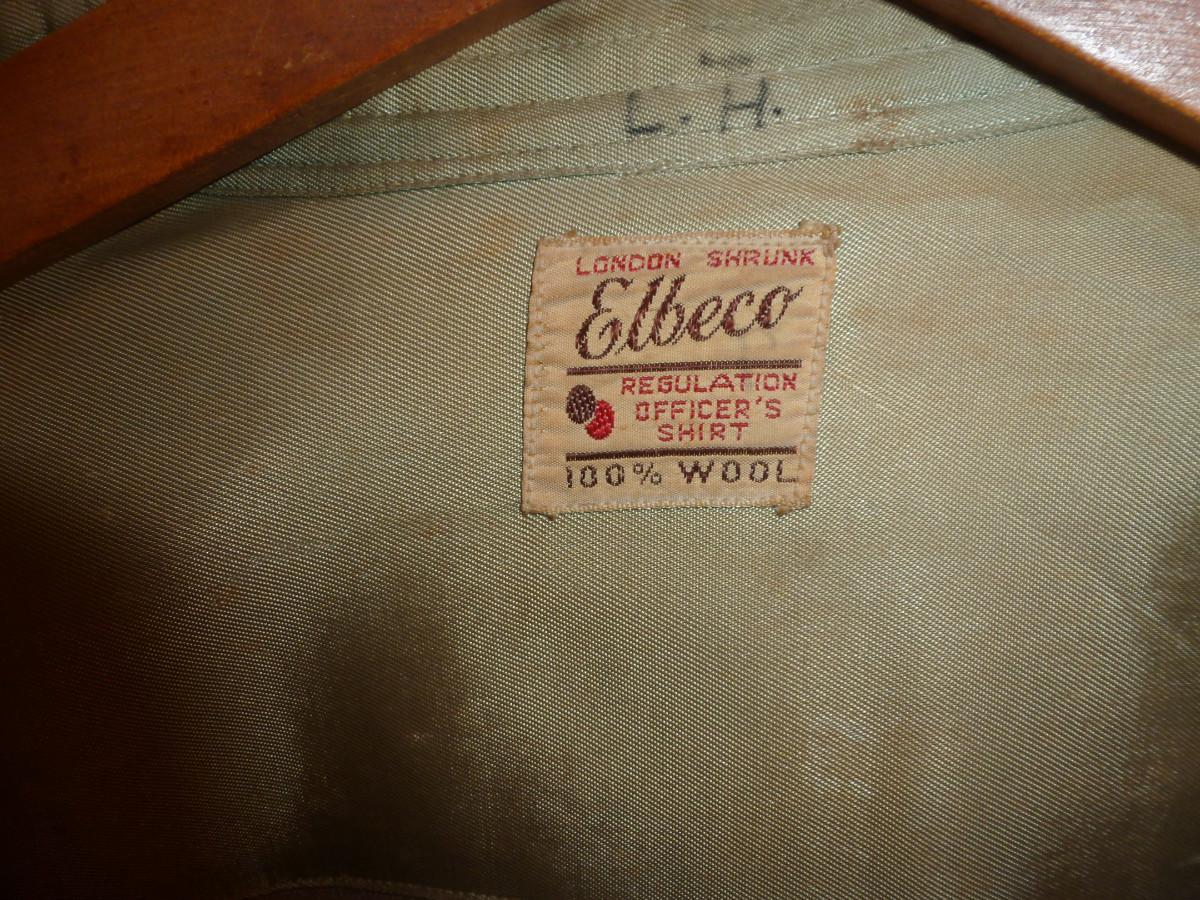 L. H.
LONDON SHRUNK
Elbeco
REGULATION
OFFICER'S
SHIRT
100% WOOL